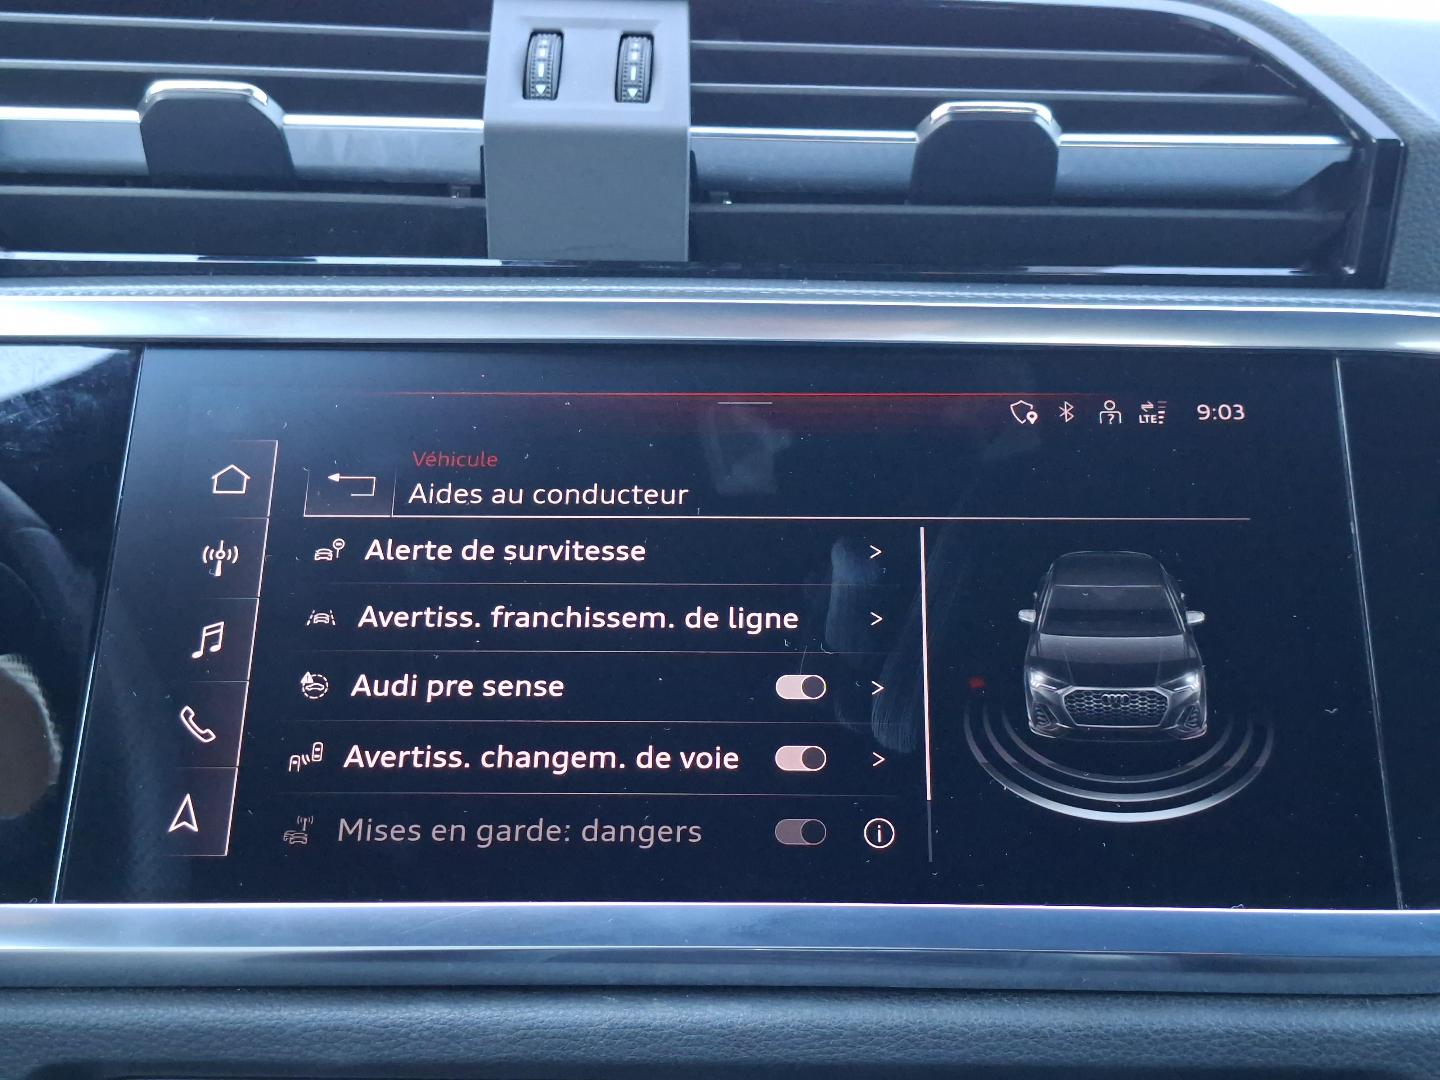 LTE 9:03
Véhicule
Aides au conducteur
Alerte de survitesse
Avertiss. franchissem. de ligne
Audi pre sense
Avertiss. changem. de voie
Mises en garde: dangers